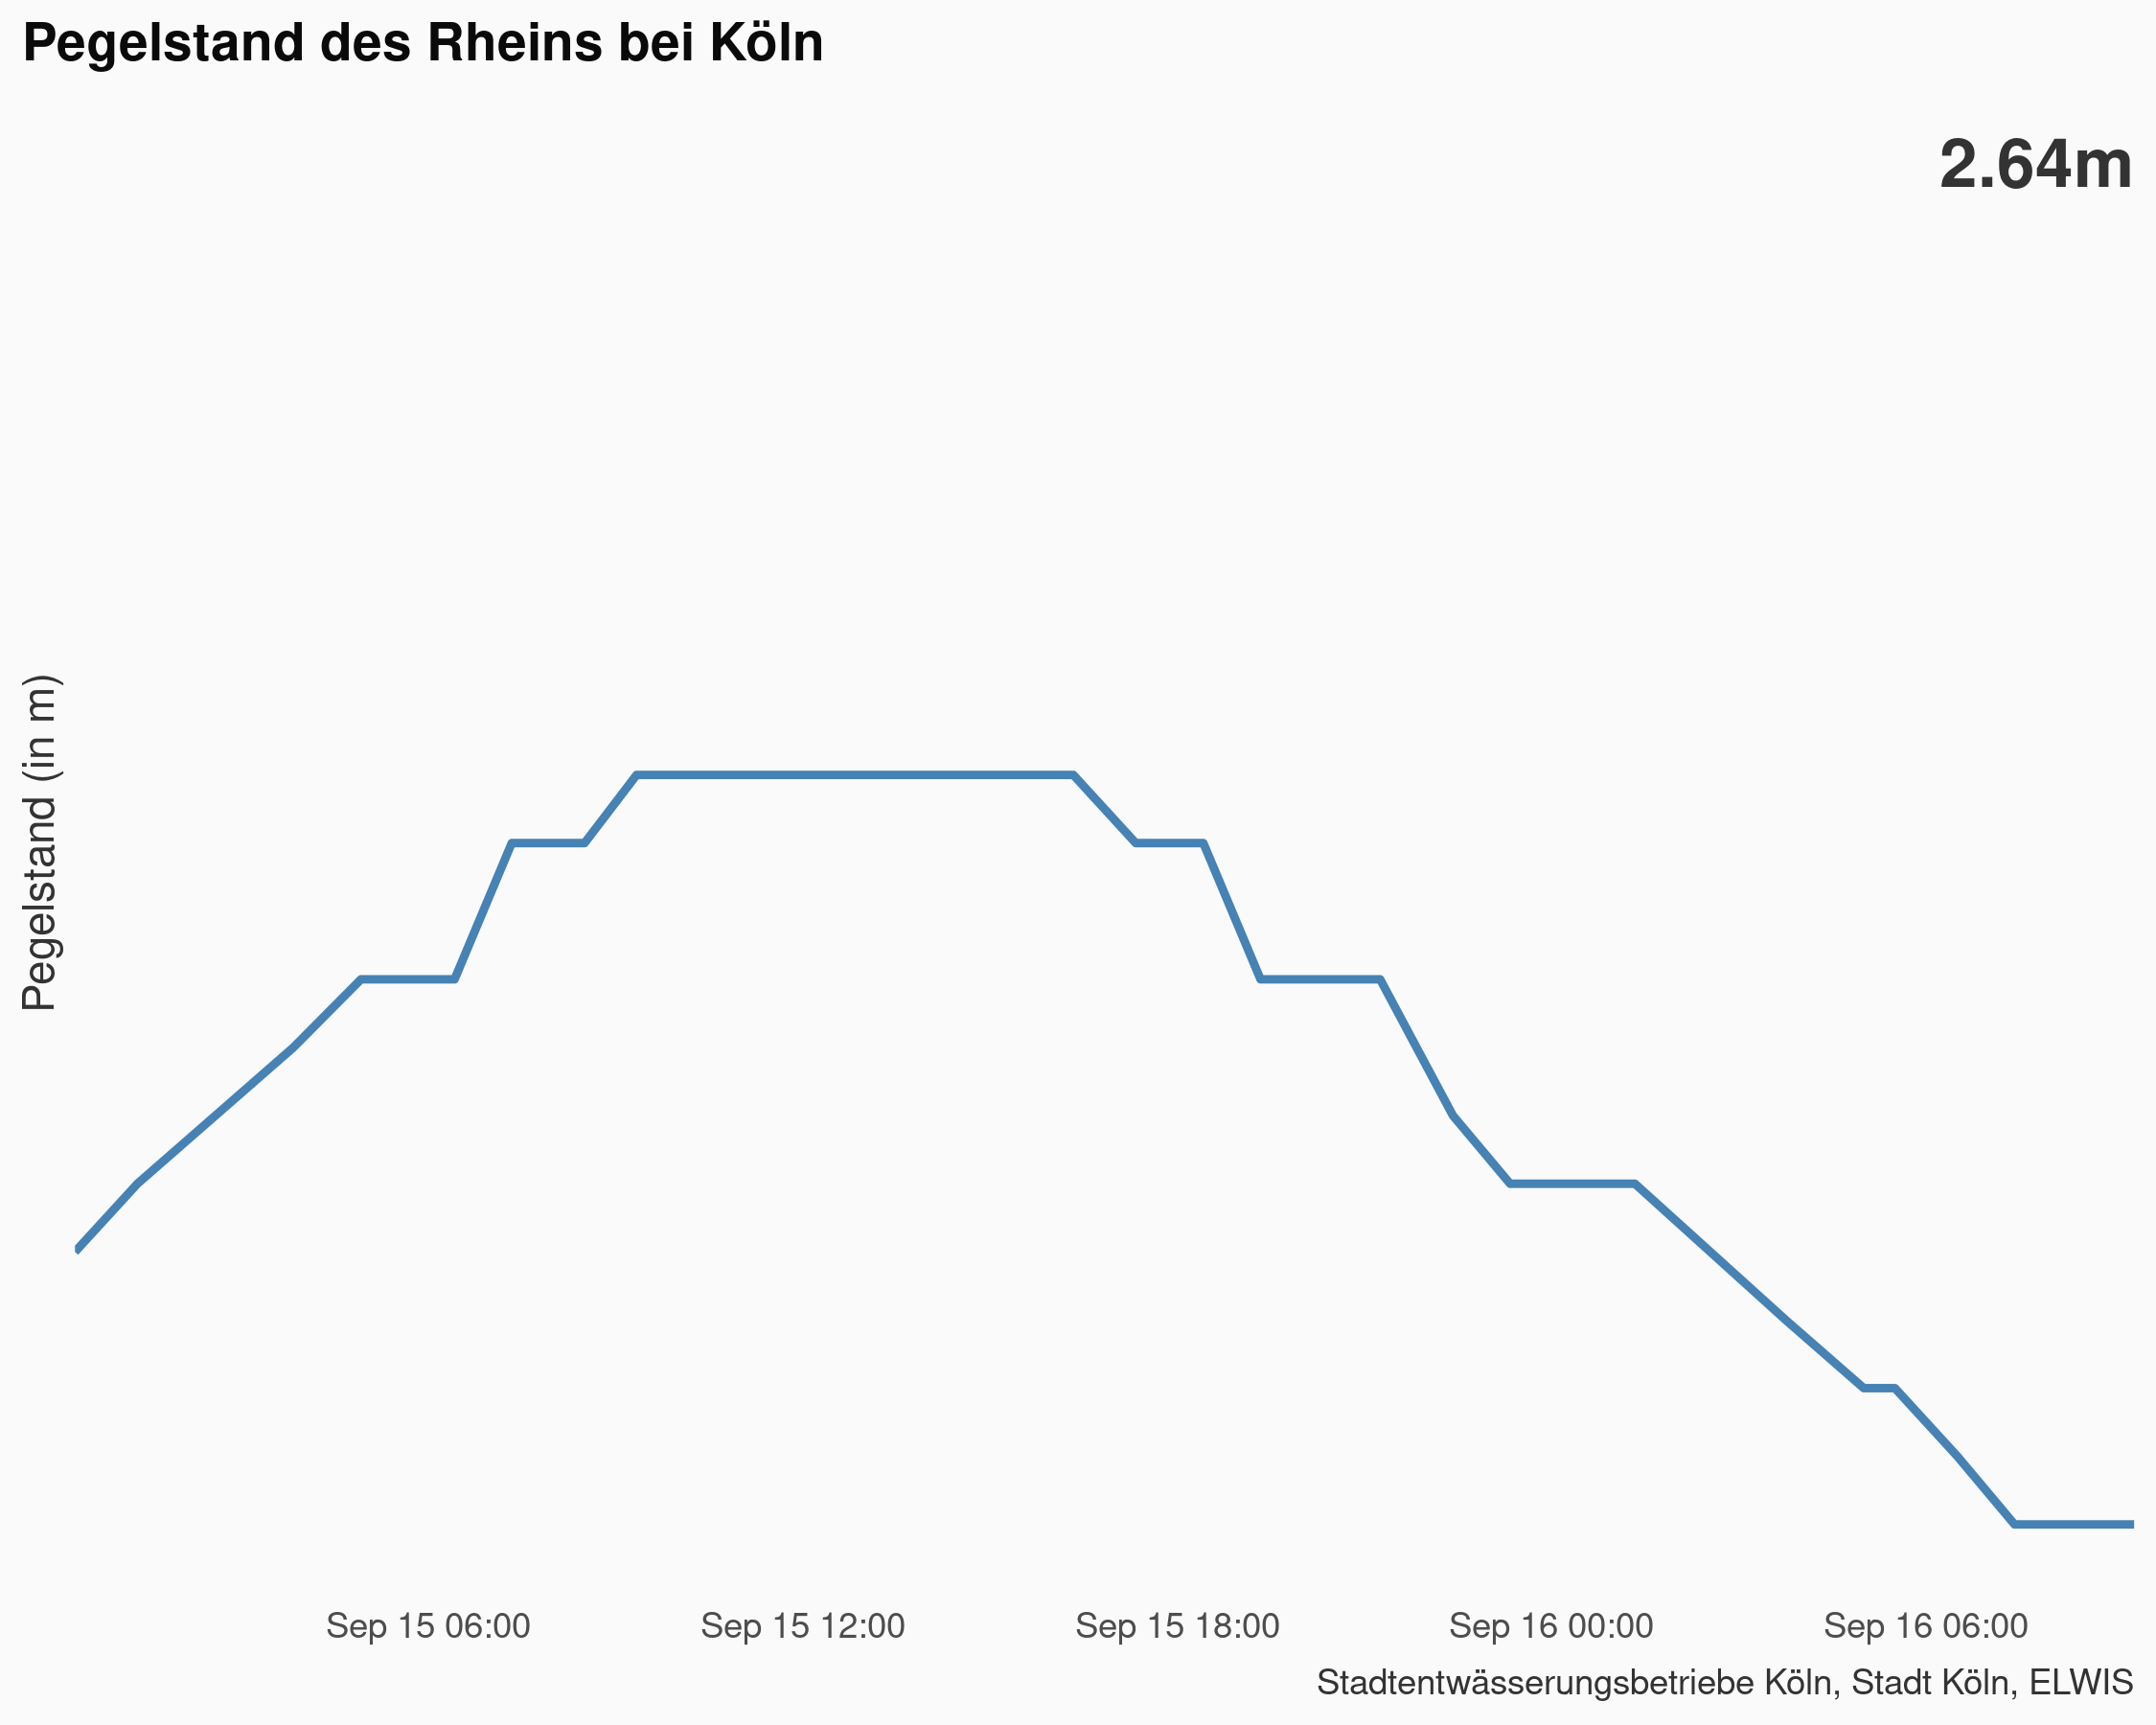 Pegelstand des Rheins bei Köln
2.64m
Pegelstand (in m)
Sep 15 06:00 Sep 15 12:00 Sep 15 18:00 Sep 16 00:00 Sep 16 06:00
Stadtentwässerungsbetriebe Köln, Stadt Köln, ELWIS